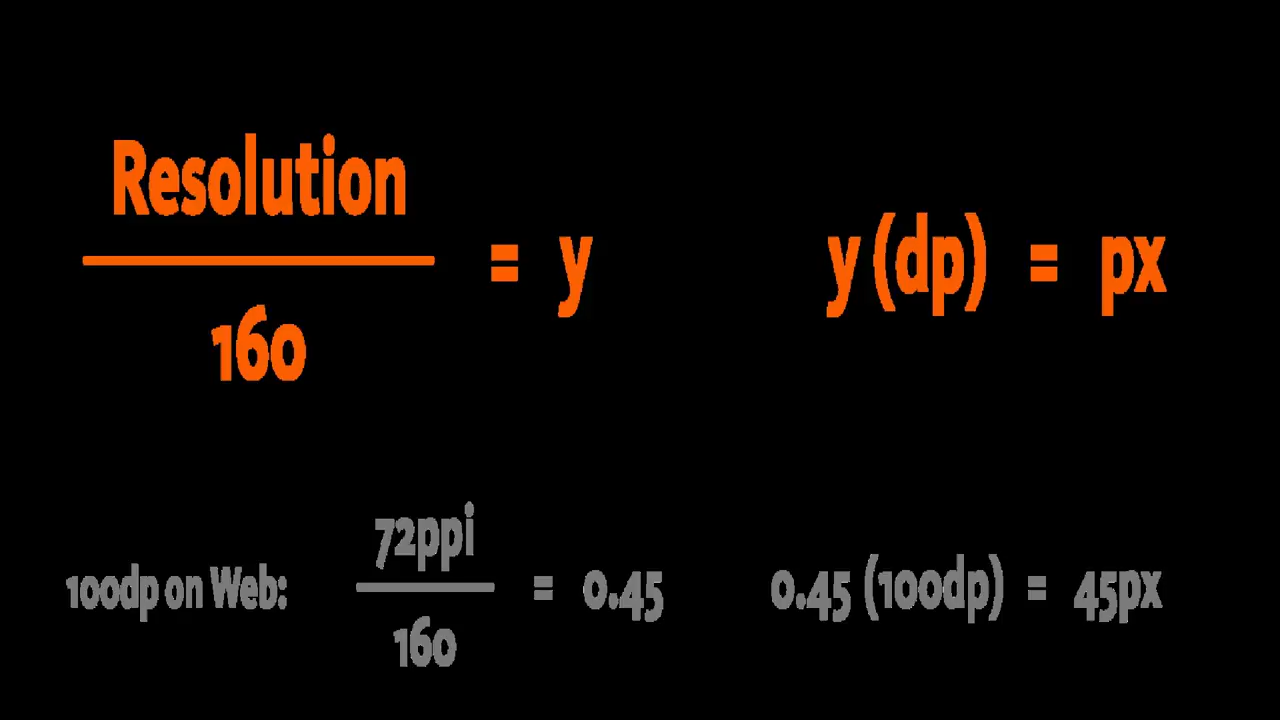 Resolution
160
= y
y (dp) = px
100dp on Web:
72ppi
160
= 0.45
0.45 (100dp) = 45px